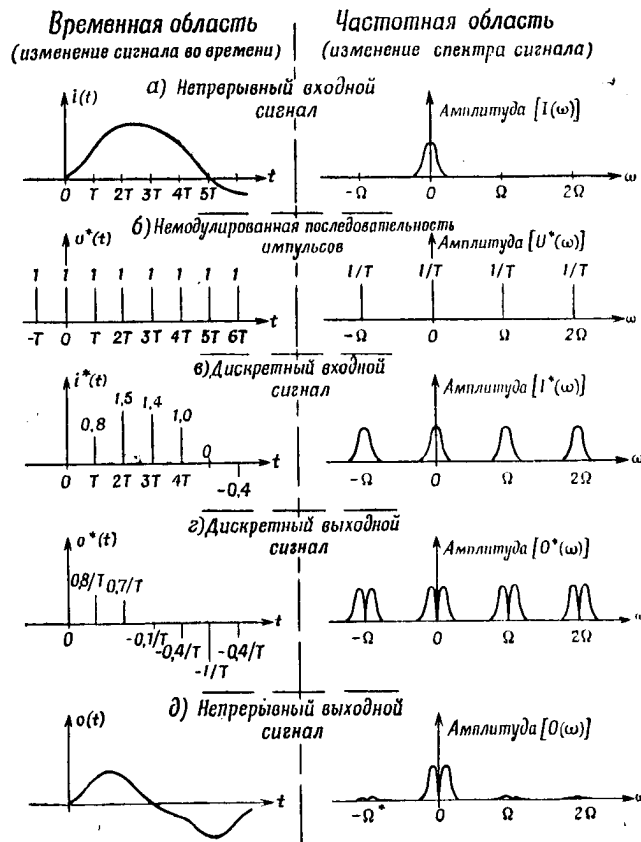 Временная область
(изменение сигнала во времени)
Частотная область
(изменение спектра сигнала)
а) Непрерывный входной
сигнал
i(t)
0 T 2T 3T 4T 5T t
Амплитуда [I(ω)]
-Ω 0 Ω 2Ω ω
б) Немодулированная последовательность
импульсов
υ*(t)
1 1 1 1 1 1 1 1
-T 0 T 2T 3T 4T 5T 6T t
Амплитуда [U*(ω)]
1/T 1/T 1/T 1/T
-Ω 0 Ω 2Ω ω
в) Дискретный входной
сигнал
i*(t)
0,8 1,5 1,4 1,0 0 -0,4
0 T 2T 3T 4T t
Амплитуда [I*(ω)]
-Ω 0 Ω 2Ω ω
г) Дискретный выходной
сигнал
o*(t)
0,8/T 0,7/T
0 -0,1/T -0,4/T -1/T -0,4/T t
Амплитуда [O*(ω)]
-Ω 0 Ω 2Ω ω
д) Непрерывный выходной
сигнал
o(t)
0 t
Амплитуда [O(ω)]
-Ω* 0 Ω 2Ω ω